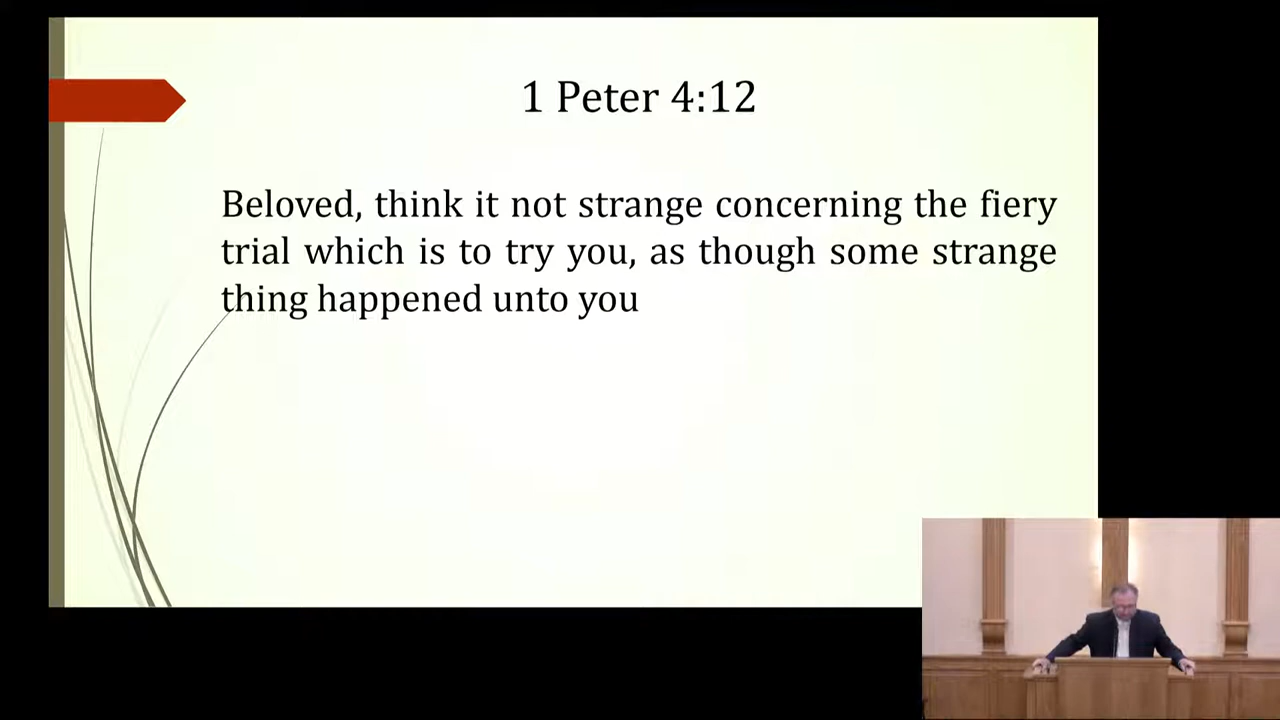 1 Peter 4:12
Beloved, think it not strange concerning the fiery
trial which is to try you, as though some strange
thing happened unto you